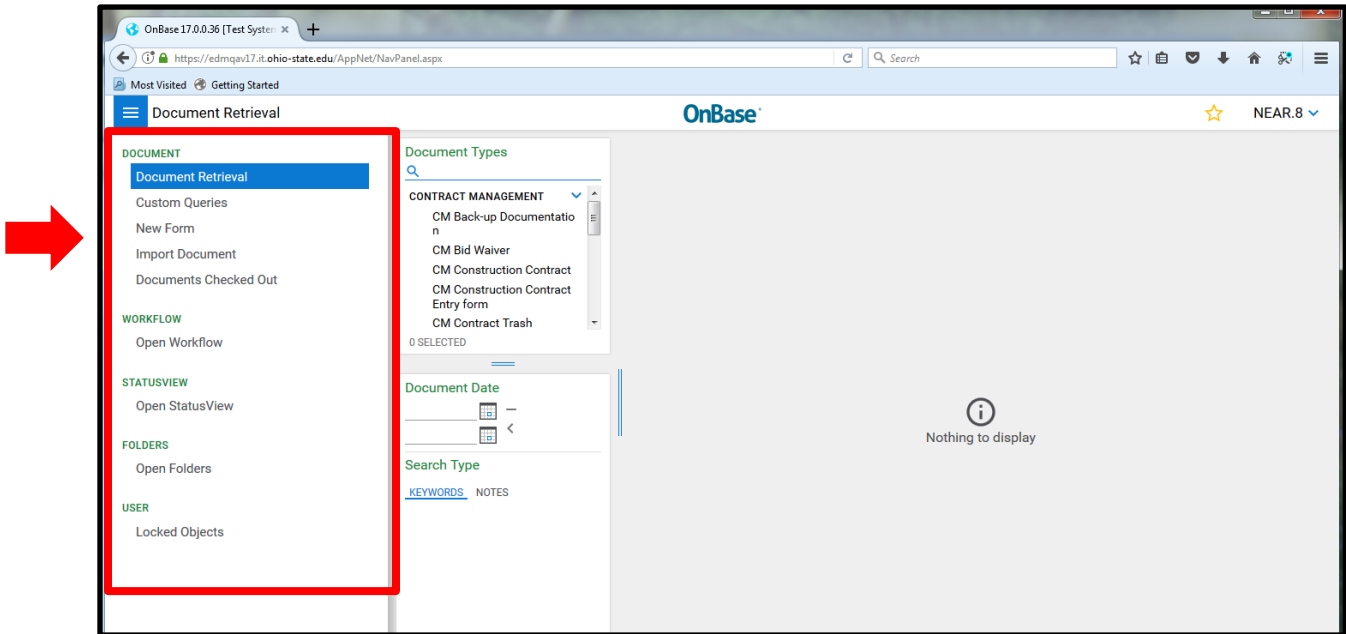 OnBase 17.0.0.36 [Test System
https://edmqav17.it.ohio-state.edu/AppNet/NavPanel.aspx
Search
Most Visited
Getting Started
Document Retrieval
OnBase
NEAR.8
DOCUMENT
Document Retrieval
Custom Queries
New Form
Import Document
Documents Checked Out
WORKFLOW
Open Workflow
STATUSVIEW
Open StatusView
FOLDERS
Open Folders
USER
Locked Objects
Document Types
CONTRACT MANAGEMENT
CM Back-up Documentatio
n
CM Bid Waiver
CM Construction Contract
CM Construction Contract
Entry form
CM Contract Trash
0 SELECTED
Document Date
Search Type
KEYWORDS NOTES
Nothing to display